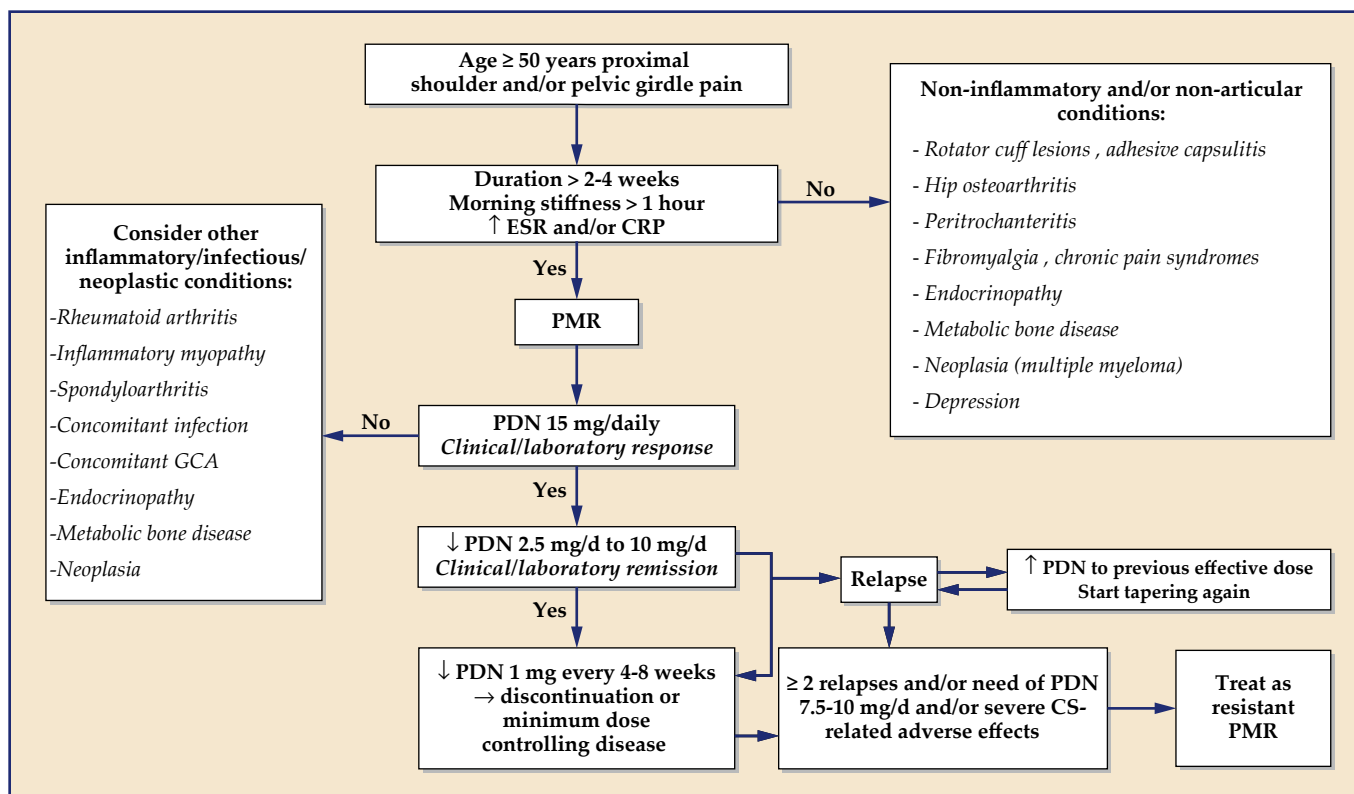 Age ≥ 50 years proximal
shoulder and/or pelvic girdle pain
Non-inflammatory and/or non-articular
conditions:
- Rotator cuff lesions , adhesive capsulitis
- Hip osteoarthritis
- Peritrochanteritis
- Fibromyalgia , chronic pain syndromes
- Endocrinopathy
- Metabolic bone disease
- Neoplasia (multiple myeloma)
- Depression
Duration > 2-4 weeks
Morning stiffness > 1 hour
↑ ESR and/or CRP
No
Yes
PMR
Consider other
inflammatory/infectious/
neoplastic conditions:
-Rheumatoid arthritis
-Inflammatory myopathy
-Spondyloarthritis
-Concomitant infection
-Concomitant GCA
-Endocrinopathy
-Metabolic bone disease
-Neoplasia
No
PDN 15 mg/daily
Clinical/laboratory response
Yes
↓ PDN 2.5 mg/d to 10 mg/d
Clinical/laboratory remission
Yes
Relapse
↑ PDN to previous effective dose
Start tapering again
↓ PDN 1 mg every 4-8 weeks
→ discontinuation or
minimum dose
controlling disease
≥ 2 relapses and/or need of PDN
7.5-10 mg/d and/or severe CS-
related adverse effects
Treat as
resistant
PMR